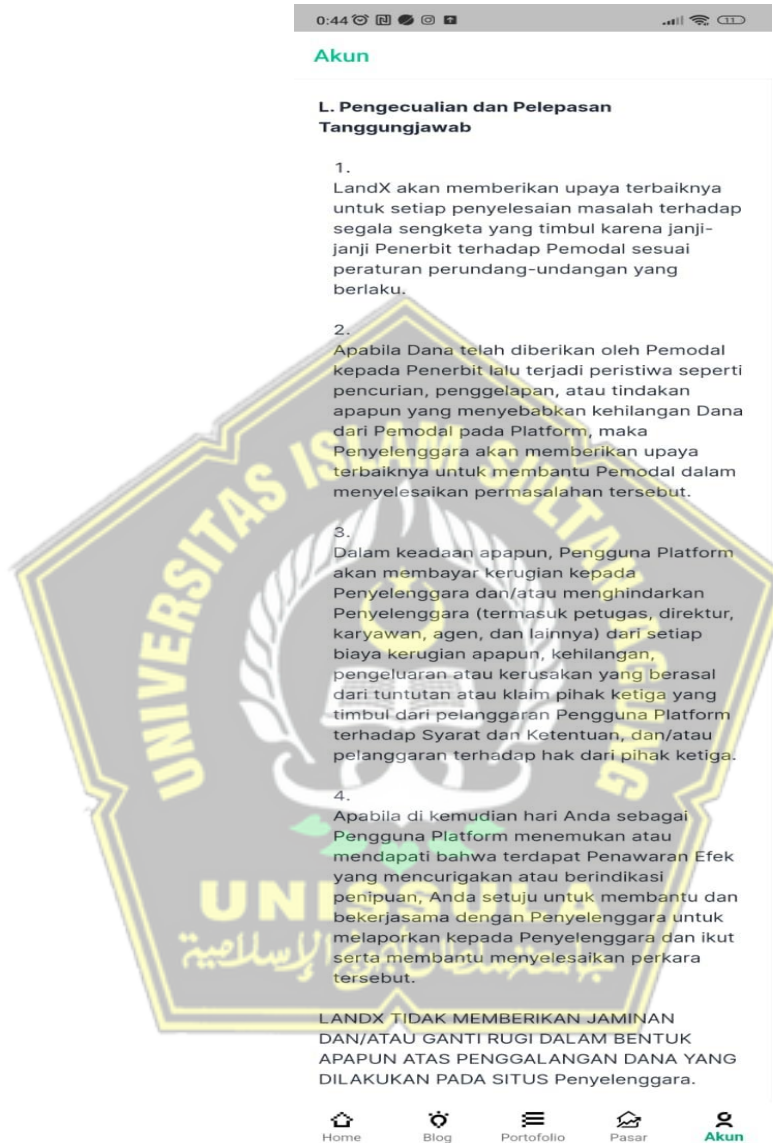 0:44
11
Akun
L. Pengecualian dan Pelepasan
Tanggungjawab
1.
LandX akan memberikan upaya terbaiknya
untuk setiap penyelesaian masalah terhadap
segala sengketa yang timbul karena janji-
janji Penerbit terhadap Pemodal sesuai
peraturan perundang-undangan yang
berlaku.
2.
Apabila Dana telah diberikan oleh Pemodal
kepada Penerbit lalu terjadi peristiwa seperti
pencurian, penggelapan, atau tindakan
apapun yang menyebabkan kehilangan Dana
dari Pemodal pada Platform, maka
Penyelenggara akan memberikan upaya
terbaiknya untuk membantu Pemodal dalam
menyelesaikan permasalahan tersebut.
3.
Dalam keadaan apapun, Pengguna Platform
akan membayar kerugian kepada
Penyelenggara dan/atau menghindarkan
Penyelenggara (termasuk petugas, direktur,
karyawan, agen, dan lainnya) dari setiap
biaya kerugian apapun, kehilangan,
pengeluaran atau kerusakan yang berasal
dari tuntutan atau klaim pihak ketiga yang
timbul dari pelanggaran Pengguna Platform
terhadap Syarat dan Ketentuan, dan/atau
pelanggaran terhadap hak dari pihak ketiga.
4.
Apabila di kemudian hari Anda sebagai
Pengguna Platform menemukan atau
mendapati bahwa terdapat Penawaran Efek
yang mencurigakan atau berindikasi
penipuan, Anda setuju untuk membantu dan
bekerjasama dengan Penyelenggara untuk
melaporkan kepada Penyelenggara dan ikut
serta membantu menyelesaikan perkara
tersebut.
LANDX TIDAK MEMBERIKAN JAMINAN
DAN/ATAU GANTI RUGI DALAM BENTUK
APAPUN ATAS PENGGALANGAN DANA YANG
DILAKUKAN PADA SITUS Penyelenggara.
Home Blog Portofolio Pasar Akun
UNIVERSITAS ISLAM SULTAN AGUNG
UNISSULA
جامعة سلطان أجونج الإسلامية